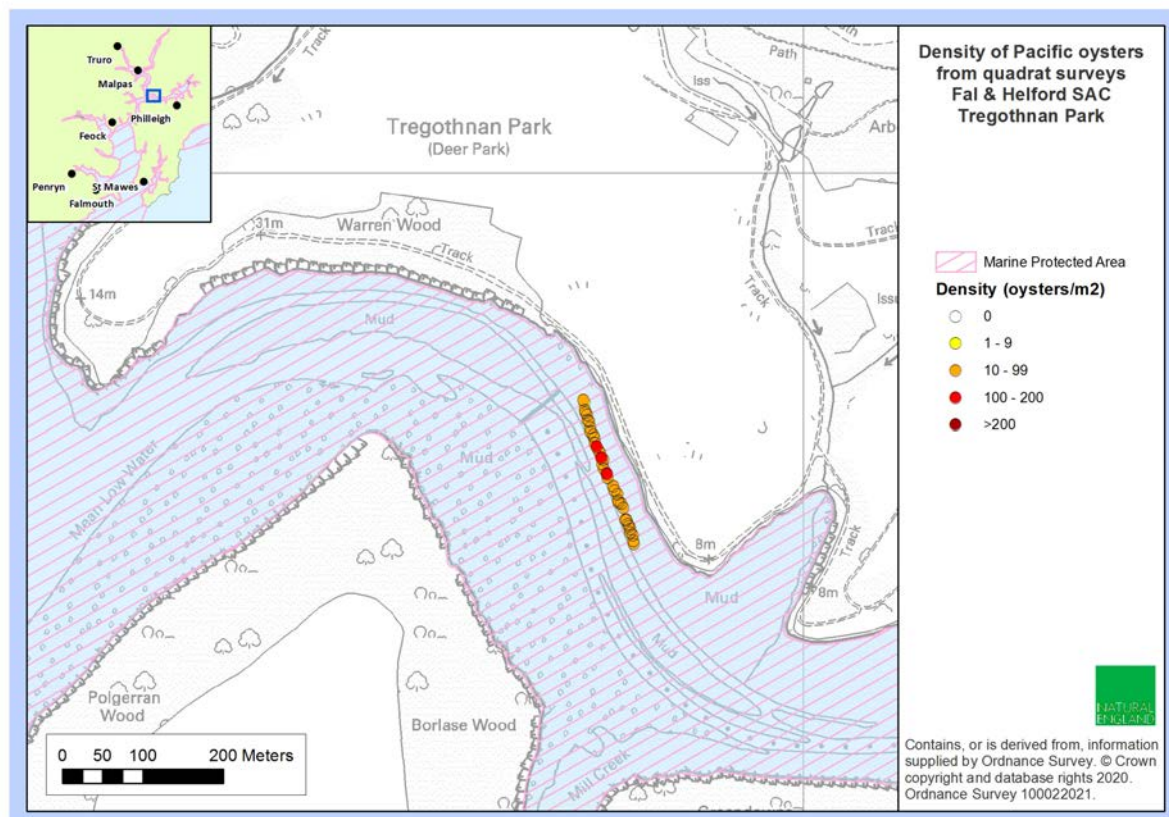 Truro
Malpas
Philleigh
Feock
Penryn
St Mawes
Falmouth
Track
Path
Iss
Tregothnan Park
(Deer Park)
Track
31m
Warren Wood
Track
14m
Mud
Track
Mean Low Water
Mud
8m
Mud
Track
8m
Mud
Polgerran
Wood
Borlase Wood
Mill Creek
0 50 100 200 Meters
Density of Pacific oysters
from quadrat surveys
Fal & Helford SAC
Tregothnan Park
Marine Protected Area
Density (oysters/m2)
0
1 - 9
10 - 99
100 - 200
>200
NATURAL
ENGLAND
Contains, or is derived from, information
supplied by Ordnance Survey. © Crown
copyright and database rights 2020.
Ordnance Survey 100022021.